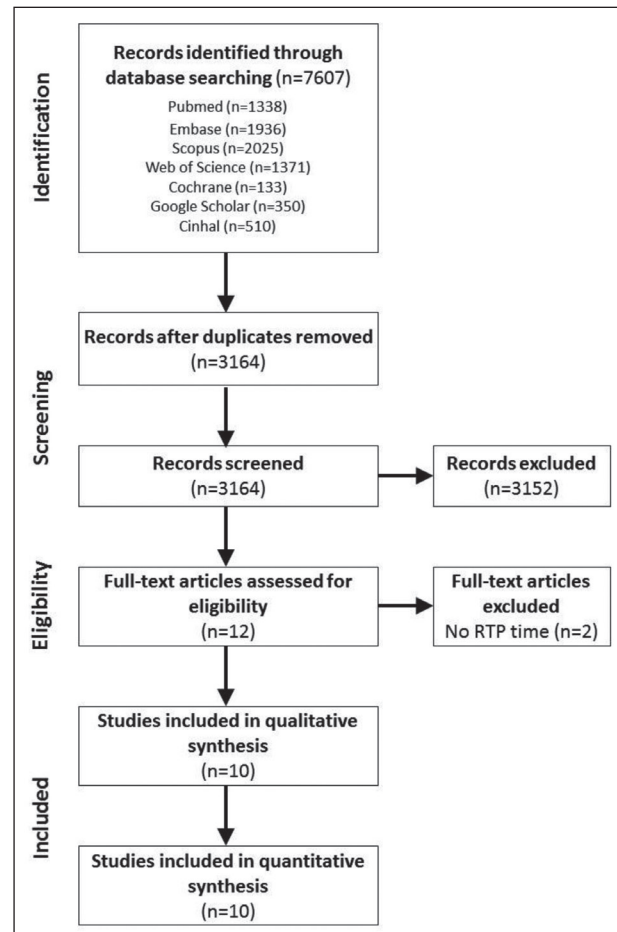 Identification
Records identified through
database searching (n=7607)
Pubmed (n=1338)
Embase (n=1936)
Scopus (n=2025)
Web of Science (n=1371)
Cochrane (n=133)
Google Scholar (n=350)
Cinhal (n=510)
Screening
Records after duplicates removed
(n=3164)
Records screened
(n=3164)
Records excluded
(n=3152)
Eligibility
Full-text articles assessed for
eligibility
(n=12)
Full-text articles
excluded
No RTP time (n=2)
Included
Studies included in qualitative
synthesis
(n=10)
Studies included in quantitative
synthesis
(n=10)